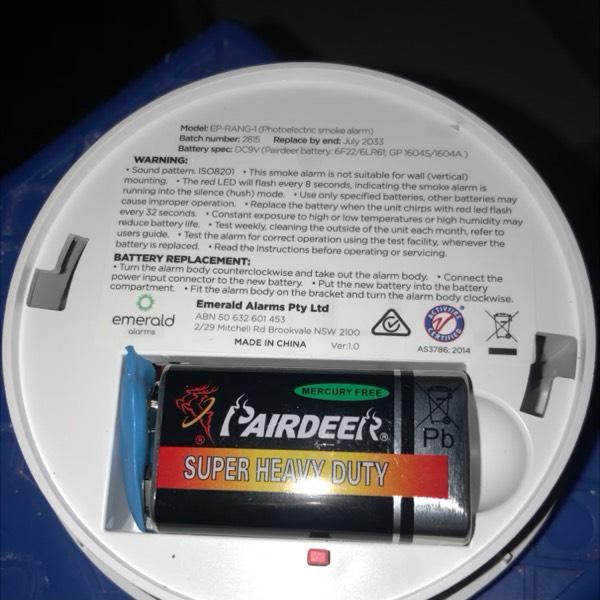 Model: EP-RANG-1 (Photoelectric smoke alarm)
Batch number: 2815 Replace by end: July 2033
Battery spec: DC9V (Pairdeer battery: 6F22/6LR61; GP 1604S/1604A)
WARNING:
• Sound pattern: ISO8201 • This smoke alarm is not suitable for wall (vertical)
mounting. • The red LED will flash every 8 seconds, indicating the smoke alarm is
running into the silence (hush) mode. • Use only specified batteries, other batteries may
cause improper operation. • Replace the battery when the unit chirps with red led flash
every 32 seconds. • Constant exposure to high or low temperatures or high humidity may
reduce battery life. • Test weekly, cleaning the outside of the unit each month, refer to
users guide. • Test the alarm for correct operation using the test facility, whenever the
battery is replaced. • Read the instructions before operating or servicing.
BATTERY REPLACEMENT:
• Turn the alarm body counterclockwise and take out the alarm body. • Connect the
power input connector to the new battery. • Put the new battery into the battery
compartment. • Fit the alarm body on the bracket and turn the alarm body clockwise.
emerald
alarms
Emerald Alarms Pty Ltd
ABN 50 632 601 453
2/29 Mitchell Rd Brookvale NSW 2100
MADE IN CHINA Ver:1.0
ACTIVFIRE
CERTIFIED
AS3786: 2014
MERCURY FREE
PAIRDEER®
SUPER HEAVY DUTY
Pb